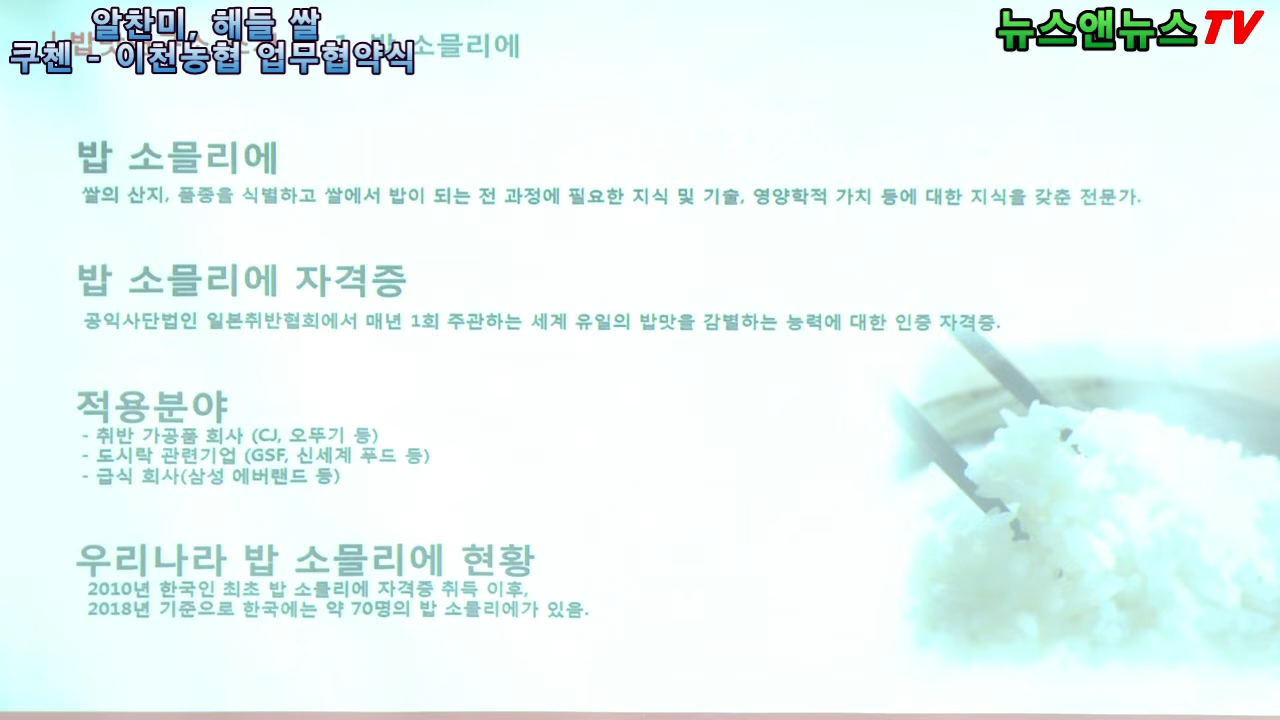 알찬미, 해들 쌀
쿠첸 - 이천농협 업무협약식
뉴스앤뉴스TV
밥 소믈리에
밥 소믈리에
쌀의 산지, 품종을 식별하고 쌀에서 밥이 되는 전 과정에 필요한 지식 및 기술, 영양학적 가치 등에 대한 지식을 갖춘 전문가.
밥 소믈리에 자격증
공익사단법인 일본취반협회에서 매년 1회 주관하는 세계 유일의 밥맛을 감별하는 능력에 대한 인증 자격증.
적용분야
- 취반 가공품 회사 (CJ, 오뚜기 등)
- 도시락 관련기업 (GSF, 신세계 푸드 등)
- 급식 회사(삼성 에버랜드 등)
우리나라 밥 소믈리에 현황
2010년 한국인 최초 밥 소믈리에 자격증 취득 이후,
2018년 기준으로 한국에는 약 70명의 밥 소믈리에가 있음.